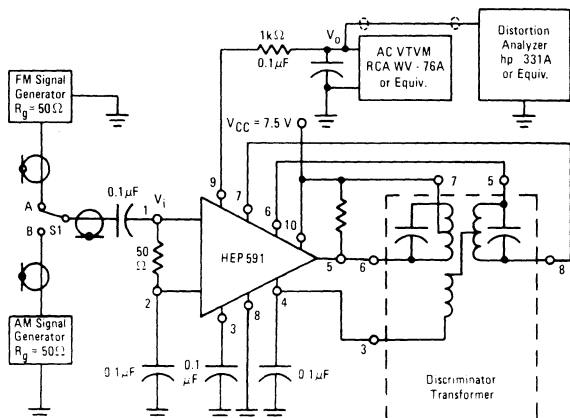 1kΩ
V₀
0.1μF
AC VTVM
RCA WV - 76A
or Equiv.
Distortion
Analyzer
hp 331A
or Equiv.
FM Signal
Generator
Rg = 50Ω
VCC = 7.5 V
9
7
6
10
7
5
0.1μF
A
B
S1
1
Vi
50
Ω
2
HEP 591
5
6
8
3
8
4
3
0.1μF
0.1
μF
0.1μF
AM Signal
Generator
Rg = 50Ω
Discriminator
Transformer